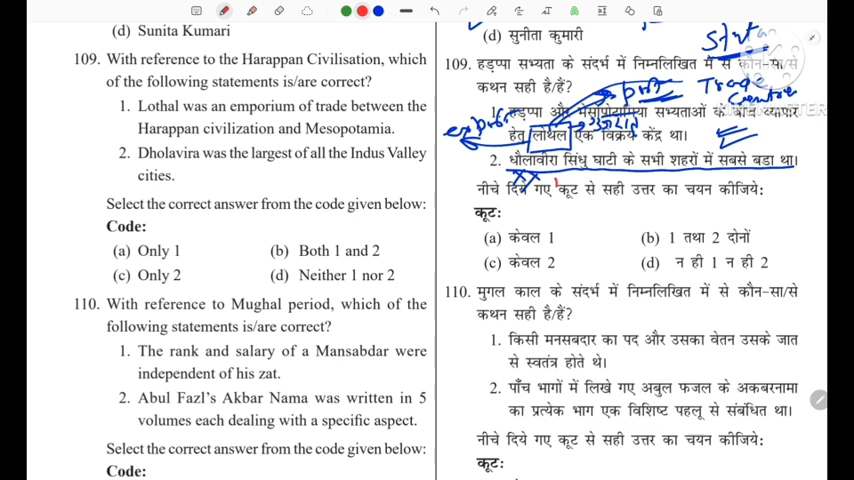 (d) Sunita Kumari
109. With reference to the Harappan Civilisation, which
of the following statements is/are correct?
1. Lothal was an emporium of trade between the
Harappan civilization and Mesopotamia.
2. Dholavira was the largest of all the Indus Valley
cities.
Select the correct answer from the code given below:
Code:
(a) Only 1 (b) Both 1 and 2
(c) Only 2 (d) Neither 1 nor 2
110. With reference to Mughal period, which of the
following statements is/are correct?
1. The rank and salary of a Mansabdar were
independent of his zat.
2. Abul Fazl's Akbar Nama was written in 5
volumes each dealing with a specific aspect.
Select the correct answer from the code given below:
Code:
(d) सुनीता कुमारी
109. हड़प्पा सभ्यता के संदर्भ में निम्नलिखित में से कौन-सा/से
कथन सही है/हैं?
Trade
port
1. हड़प्पा और मेसोपोटामिया सभ्यताओं के बीच व्यापार
हेतु लोथल एक विक्रय केंद्र था।
2. धौलावीरा सिंधु घाटी के सभी शहरों में सबसे बडा था।
नीचे दिये गए कूट से सही उत्तर का चयन कीजिये:
कूट:
(a) केवल 1 (b) 1 तथा 2 दोनों
(c) केवल 2 (d) न ही 1 न ही 2
110. मुगल काल के संदर्भ में निम्नलिखित में से कौन-सा/से
कथन सही है/हैं?
1. किसी मनसबदार का पद और उसका वेतन उसके जात
से स्वतंत्र होते थे।
2. पाँच भागों में लिखे गए अबुल फजल के अकबरनामा
का प्रत्येक भाग एक विशिष्ट पहलू से संबंधित था।
नीचे दिये गए कूट से सही उत्तर का चयन कीजिये:
कूट: